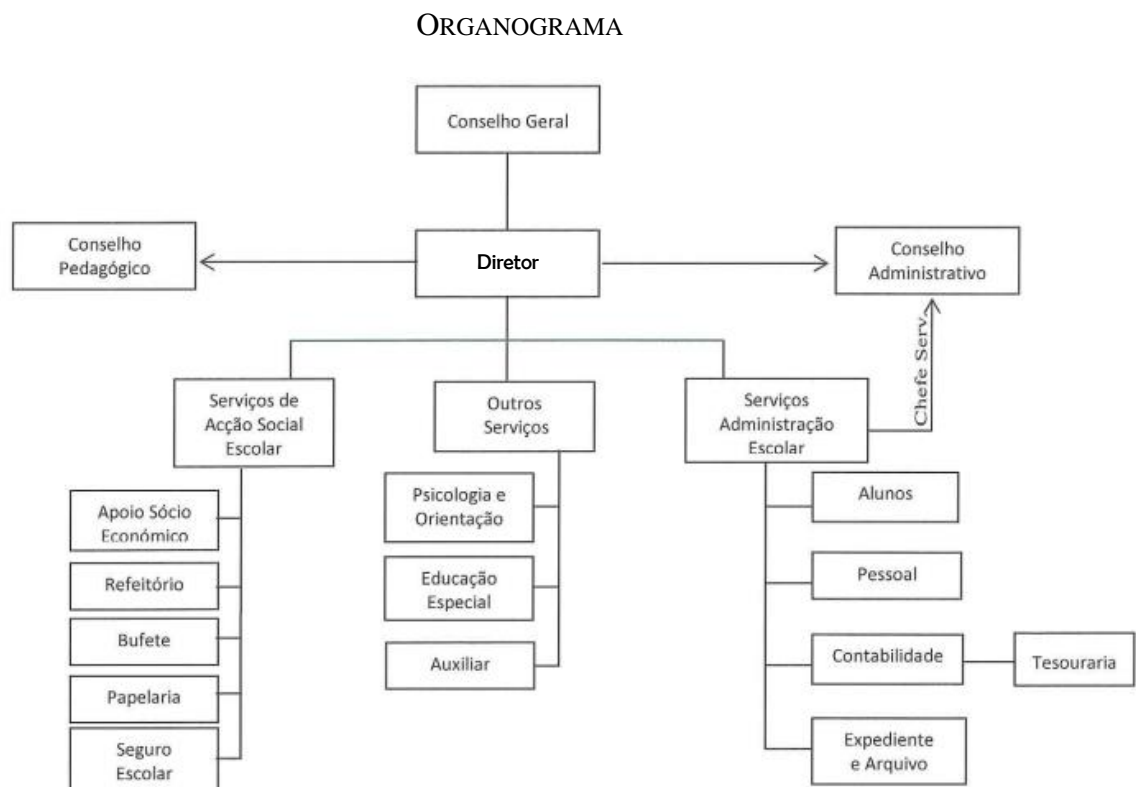 ORGANOGRAMA
Conselho Geral
Conselho
Pedagógico
Diretor
Conselho
Administrativo
Chefe Serv.
Serviços de
Acção Social
Escolar
Outros
Serviços
Serviços
Administração
Escolar
Apoio Sócio
Económico
Refeitório
Bufete
Papelaria
Seguro
Escolar
Psicologia e
Orientação
Educação
Especial
Auxiliar
Alunos
Pessoal
Contabilidade
Tesouraria
Expediente
e Arquivo